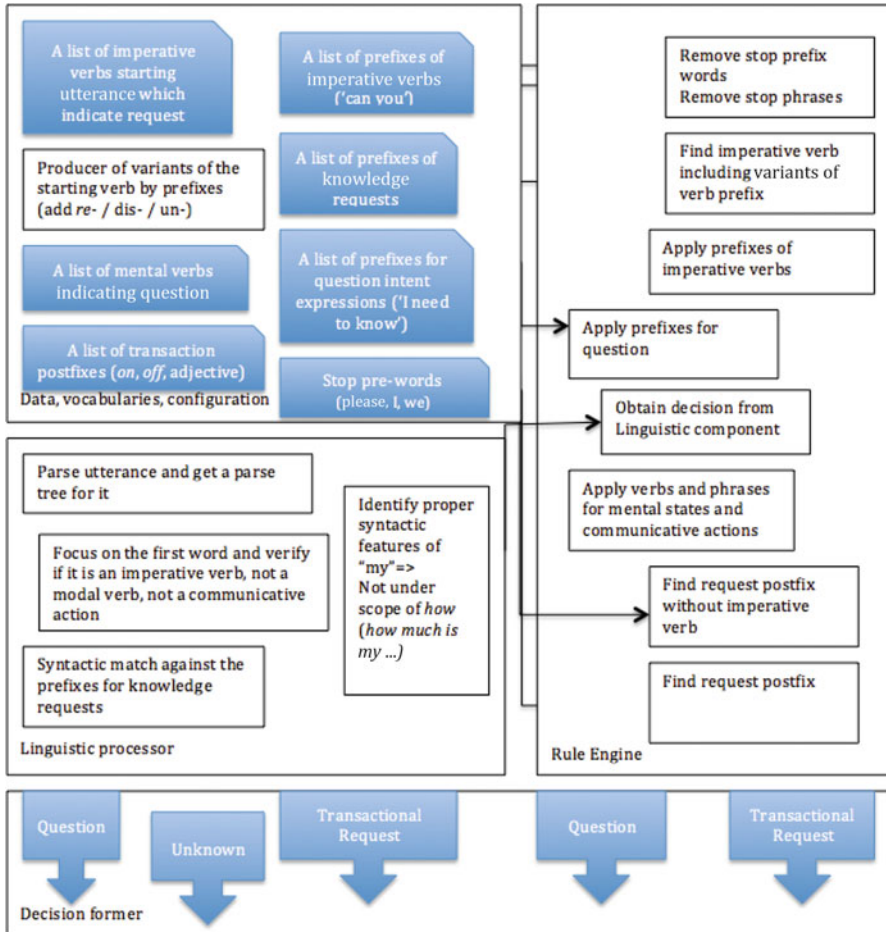 A list of imperative
verbs starting
utterance which
indicate request
A list of prefixes of
imperative verbs
('can you')
Producer of variants of the
starting verb by prefixes
(add re- / dis- / un-)
A list of prefixes of
knowledge
requests
A list of mental verbs
indicating question
A list of prefixes for
question intent
expressions ('I need
to know')
A list of transaction
postfixes (on, off, adjective)
Stop pre-words
(please, I, we)
Data, vocabularies, configuration
Parse utterance and get a parse
tree for it
Focus on the first word and verify
if it is an imperative verb, not a
modal verb, not a communicative
action
Syntactic match against the
prefixes for knowledge
requests
Identify proper
syntactic
features of
"my"=>
Not under
scope of how
(how much is
my ...)
Linguistic processor
Remove stop prefix
words
Remove stop phrases
Find imperative verb
including variants of
verb prefix
Apply prefixes of
imperative verbs
Apply prefixes for
question
Obtain decision from
Linguistic component
Apply verbs and phrases
for mental states and
communicative actions
Find request postfix
without imperative
verb
Find request postfix
Rule Engine
Question
Unknown
Transactional
Request
Question
Transactional
Request
Decision former